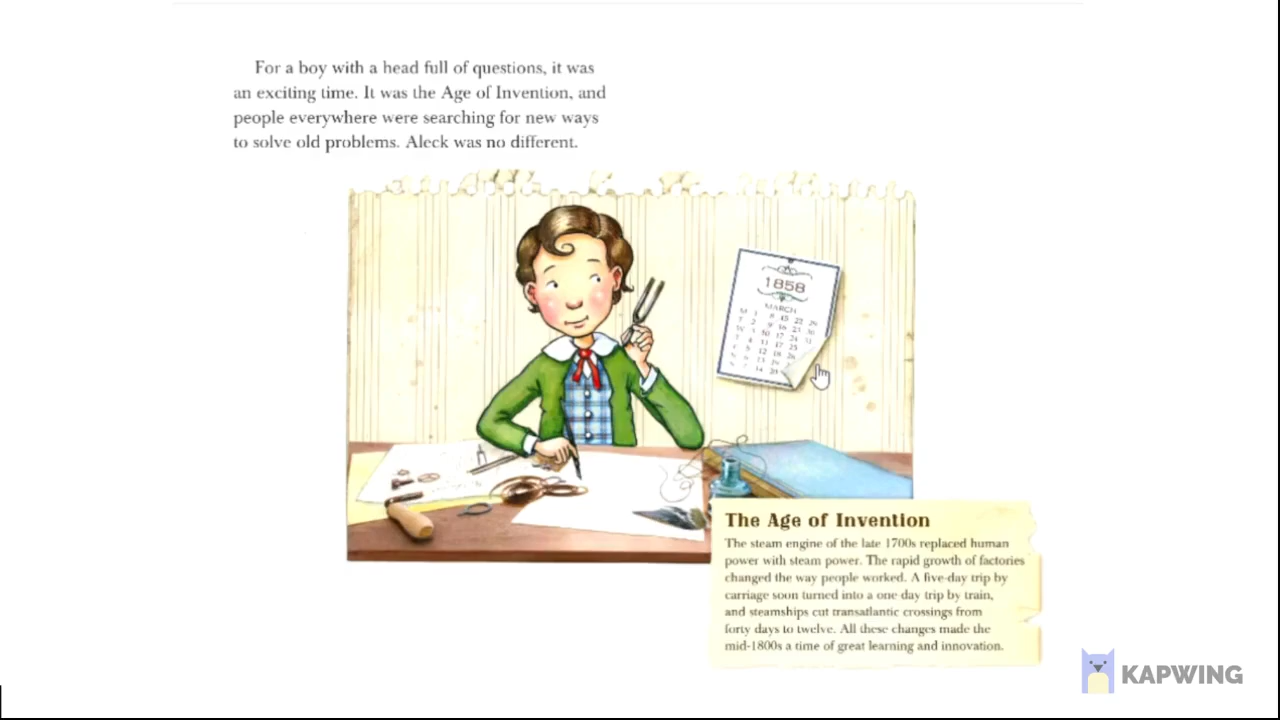 For a boy with a head full of questions, it was
an exciting time. It was the Age of Invention, and
people everywhere were searching for new ways
to solve old problems. Aleck was no different.
1858
MARCH
The Age of Invention
The steam engine of the late 1700s replaced human
power with steam power. The rapid growth of factories
changed the way people worked. A five-day trip by
carriage soon turned into a one day trip by train,
and steamships cut transatlantic crossings from
forty days to twelve. All these changes made the
mid-1800s a time of great learning and innovation.
KAPWING